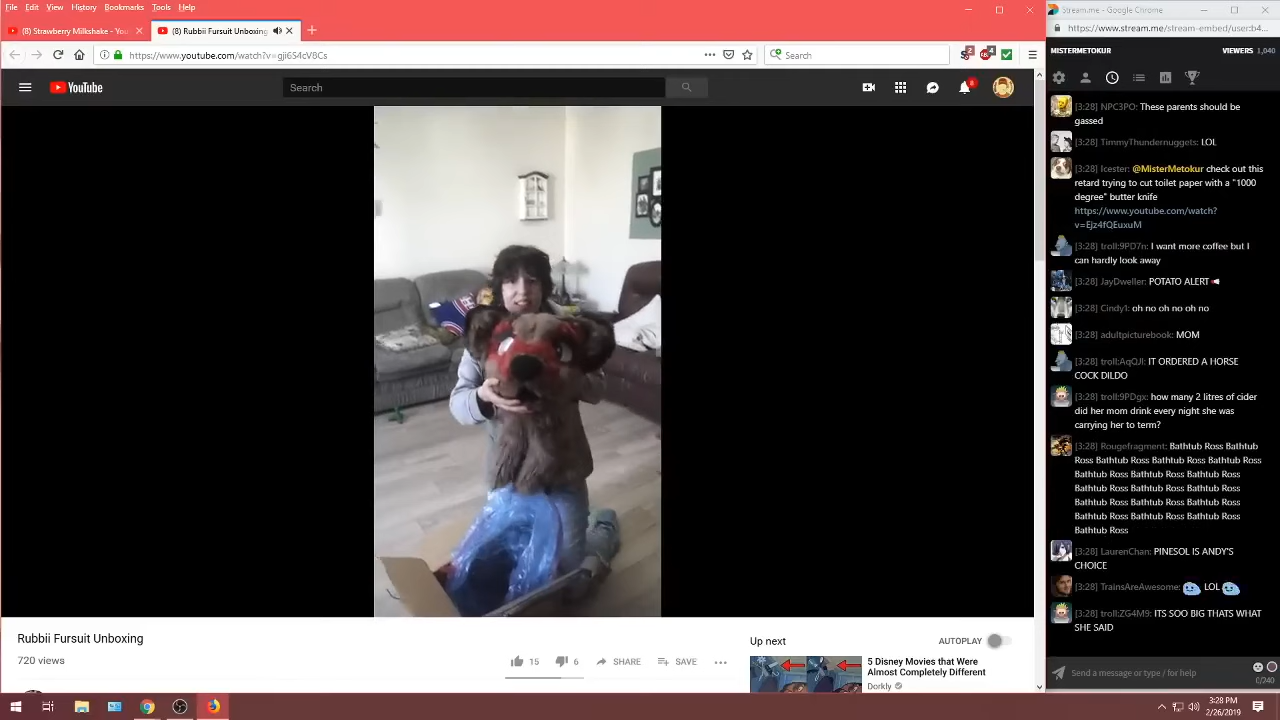 File Edit View History Bookmarks Tools Help
(8) Strawberry Milkshake - You
(8) Rubbii Fursuit Unboxing
https://www.youtube.com/watch?v=gji6S4cV8Cs
Search
YouTube
Search
8
Rubbii Fursuit Unboxing
720 views
15
6
SHARE
SAVE
Up next
AUTOPLAY
5 Disney Movies that Were
Almost Completely Different
Dorkly
Stream.me - Google Chrome
https://www.stream.me/stream-embed/user:b4...
MISTERMETOKUR
VIEWERS 1,040
[3:28] NPC3PO: These parents should be
gassed
[3:28] TimmyThundernuggets: LOL
[3:28] Icester: @MisterMetokur check out this
retard trying to cut toilet paper with a "1000
degree" butter knife
https://www.youtube.com/watch?
v=Ejz4fQEuxuM
[3:28] troll:9PD7n: I want more coffee but I
can hardly look away
[3:28] JayDweller: POTATO ALERT
[3:28] Cindy1: oh no oh no oh no
[3:28] adultpicturebook: MOM
[3:28] troll:AqOJl: IT ORDERED A HORSE
COCK DILDO
[3:28] troll:9PDgx: how many 2 litres of cider
did her mom drink every night she was
carrying her to term?
[3:28] Rougefragment: Bathtub Ross Bathtub
Ross Bathtub Ross Bathtub Ross Bathtub Ross
Bathtub Ross Bathtub Ross Bathtub Ross
Bathtub Ross Bathtub Ross Bathtub Ross
Bathtub Ross Bathtub Ross Bathtub Ross
Bathtub Ross Bathtub Ross Bathtub Ross
Bathtub Ross
[3:28] LaurenChan: PINESOL IS ANDY'S
CHOICE
[3:28] TrainsAreAwesome: LOL
[3:28] troll:ZG4M9: ITS SOO BIG THATS WHAT
SHE SAID
Send a message or type / for help
0/240
3:28 PM
2/26/2019